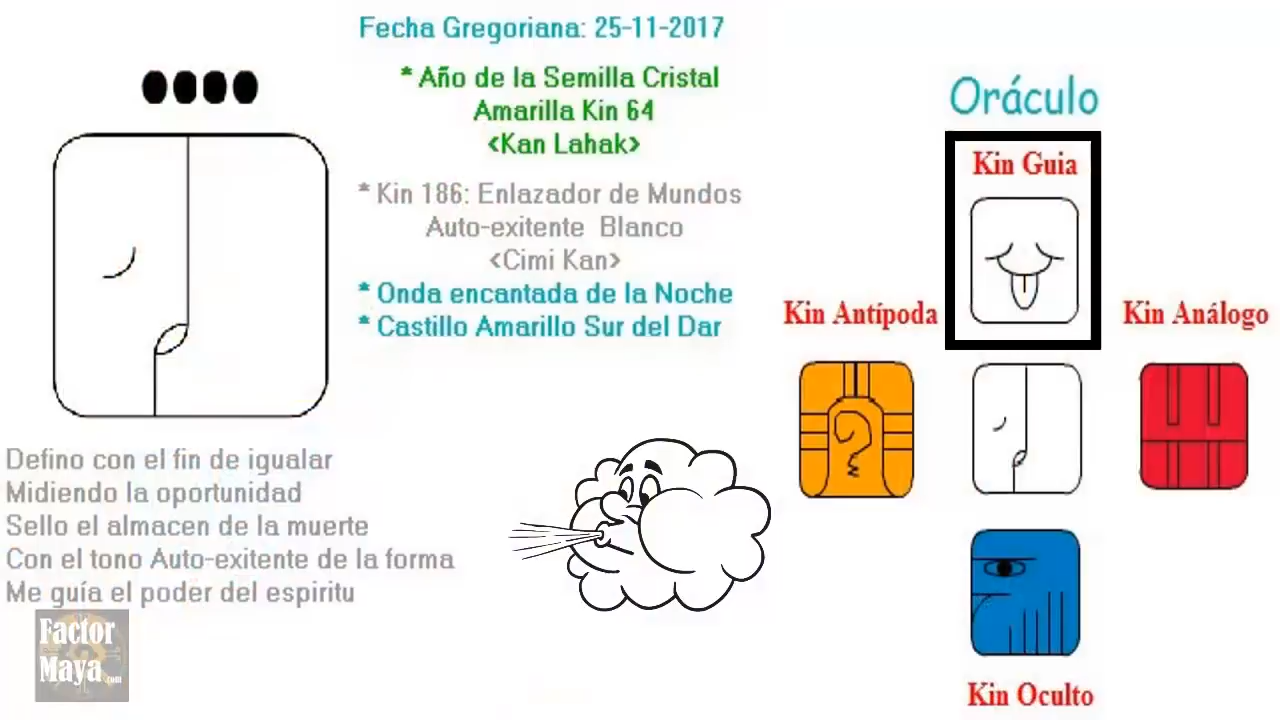 Fecha Gregoriana: 25-11-2017
* Año de la Semilla Cristal
Amarilla Kin 64
<Kan Lahak>
* Kin 186: Enlazador de Mundos
Auto-exitente Blanco
<Cimi Kan>
* Onda encantada de la Noche
* Castillo Amarillo Sur del Dar
Defino con el fin de igualar
Midiendo la oportunidad
Sello el almacen de la muerte
Con el tono Auto-exitente de la forma
Me guía el poder del espiritu
Factor
Maya.com
Oráculo
Kin Guia
Kin Antípoda
Kin Análogo
Kin Oculto